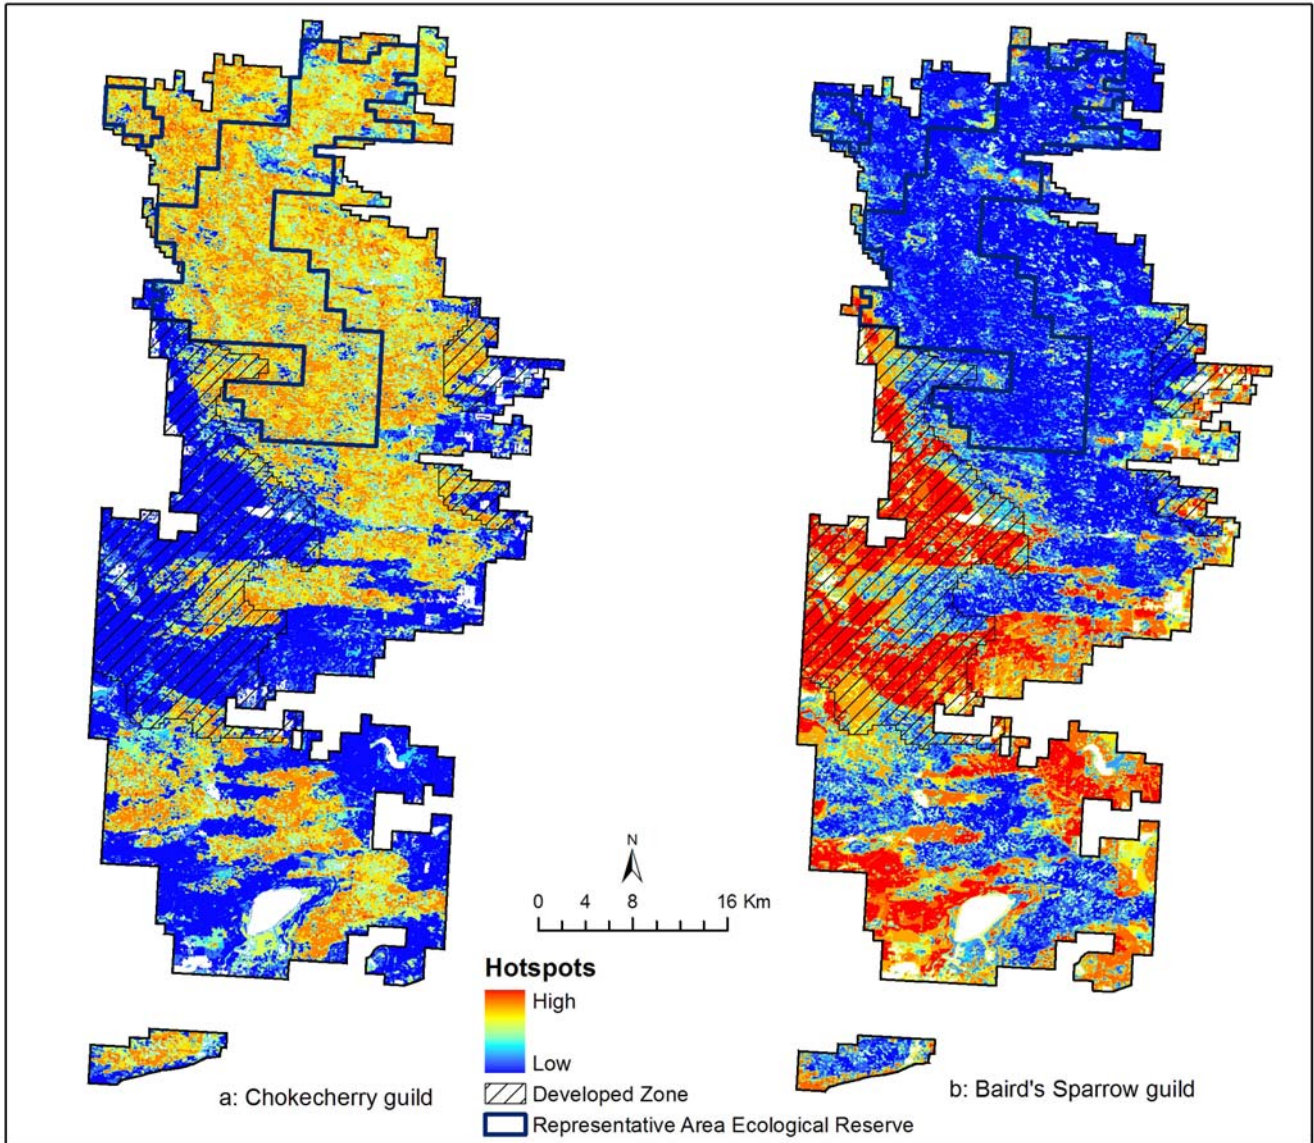 N
0 4 8 16 Km
Hotspots
High
Low
Developed Zone
Representative Area Ecological Reserve
a: Chokecherry guild
b: Baird's Sparrow guild